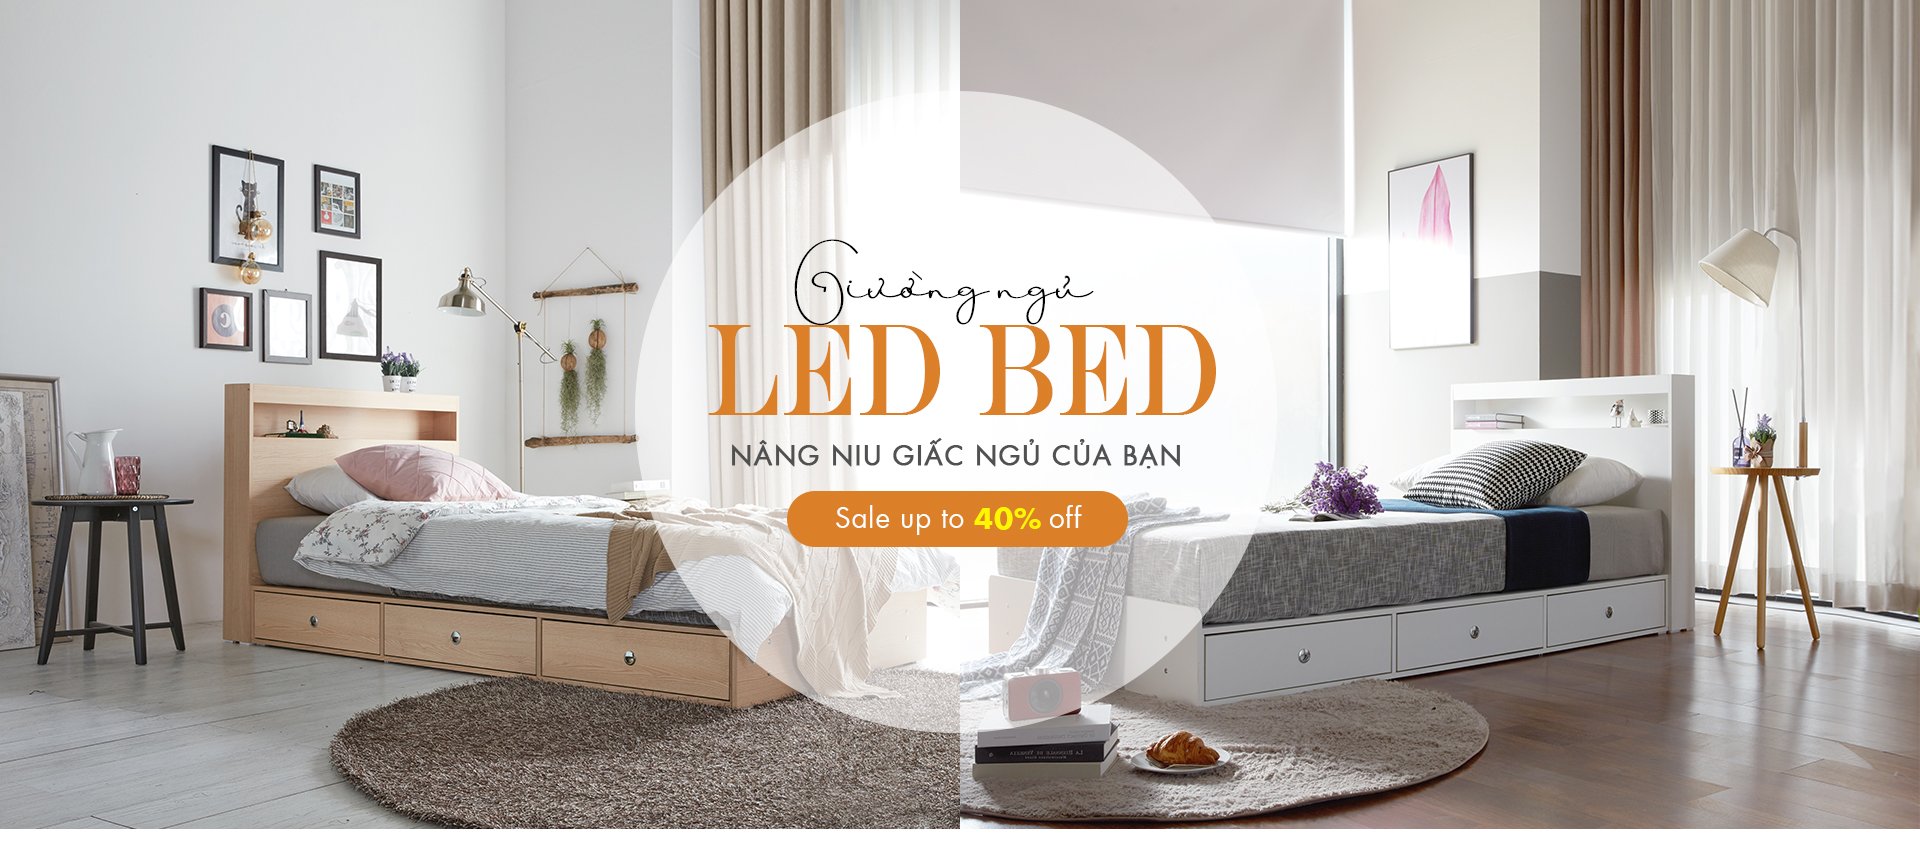 Giường ngủ
LED BED
NÂNG NIU GIẤC NGỦ CỦA BẠN
Sale up to 40% off